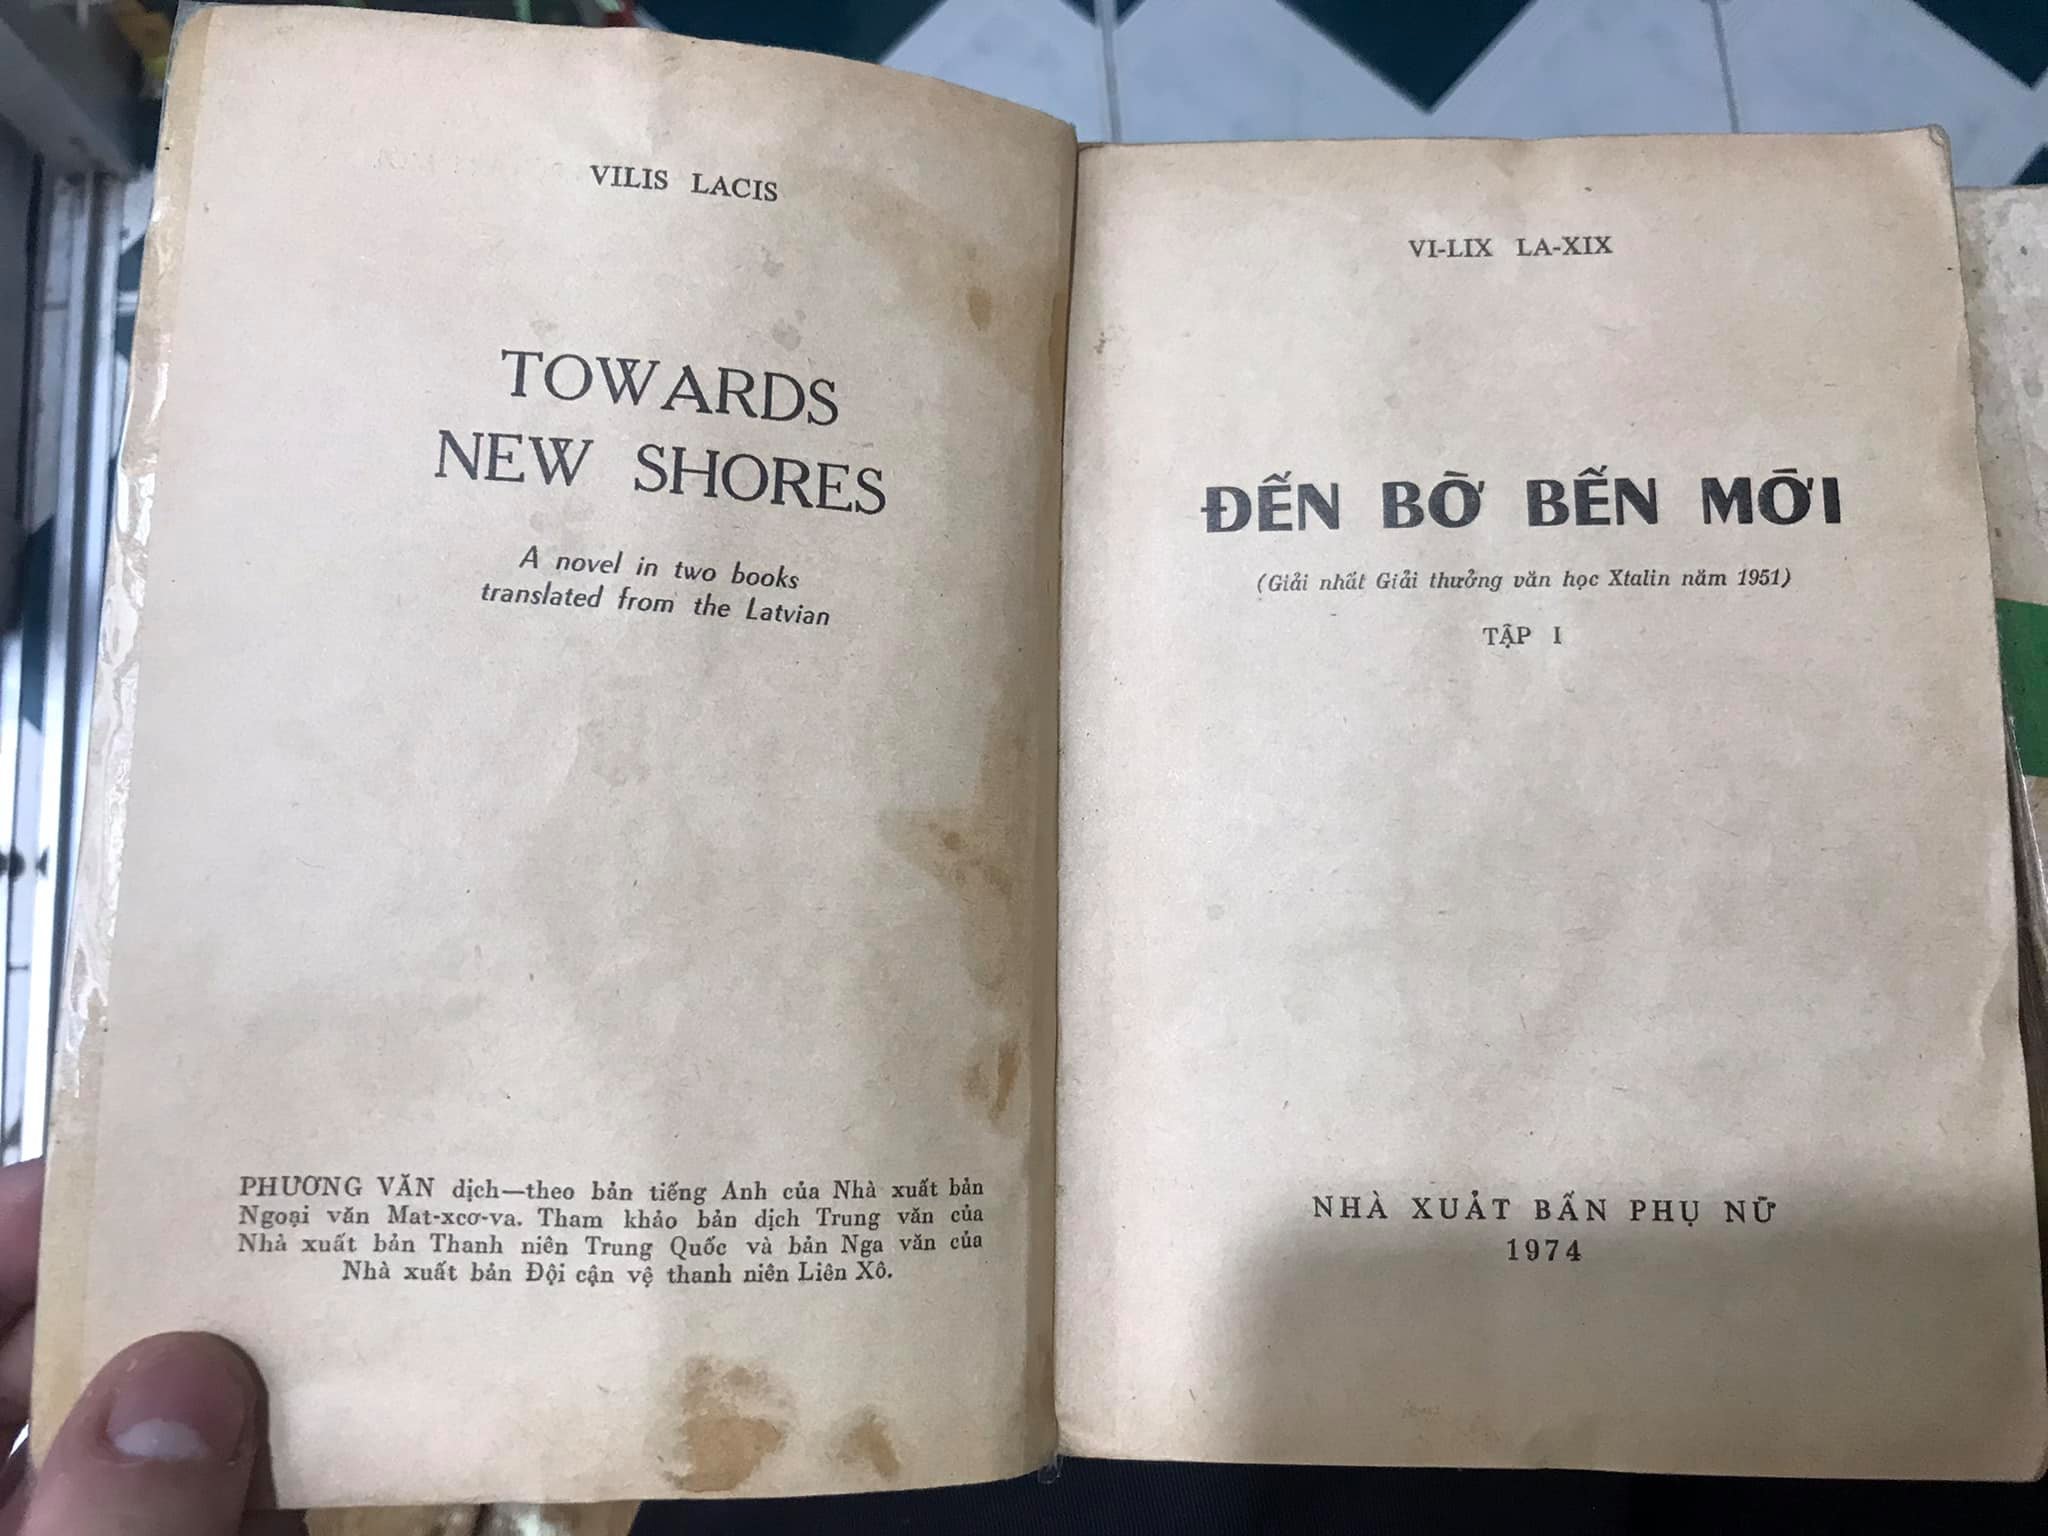 VILIS LACIS
TOWARDS
NEW SHORES
A novel in two books
translated from the Latvian
PHƯƠNG VĂN dịch—theo bản tiếng Anh của Nhà xuất bản
Ngoại văn Mat-xcơ-va. Tham khảo bản dịch Trung văn của
Nhà xuất bản Thanh niên Trung Quốc và bản Nga văn của
Nhà xuất bản Đội cận vệ thanh niên Liên Xô.
VI-LIX LA-XIX
ĐẾN BỜ BẾN MỚI
(Giải nhất Giải thưởng văn học Xtalin năm 1951)
TẬP I
NHÀ XUẤT BẢN PHỤ NỮ
1974